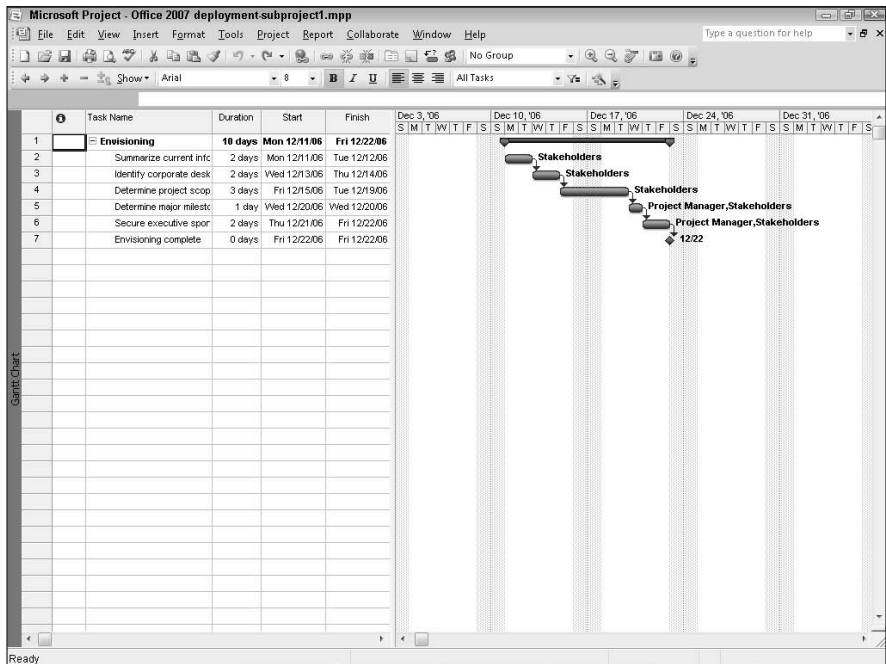 Microsoft Project - Office 2007 deployment-subproject1.mpp
File Edit View Insert Format Tools Project Report Collaborate Window Help
Type a question for help
No Group
Show Arial 8 B I U All Tasks
Task Name Duration Start Finish
Dec 3, '06 Dec 10, '06 Dec 17, '06 Dec 24, '06 Dec 31, '06
S M T W T F S S M T W T F S S M T W T F S S M T W T F S S M T W T F S
1 Envisioning 10 days Mon 12/11/06 Fri 12/22/06
2 Summarize current infc 2 days Mon 12/11/06 Tue 12/12/06 Stakeholders
3 Identify corporate desk 2 days Wed 12/13/06 Thu 12/14/06 Stakeholders
4 Determine project scop 3 days Fri 12/15/06 Tue 12/19/06 Stakeholders
5 Determine major milesto 1 day Wed 12/20/06 Wed 12/20/06 Project Manager,Stakeholders
6 Secure executive spor 2 days Thu 12/21/06 Fri 12/22/06 Project Manager,Stakeholders
7 Envisioning complete 0 days Fri 12/22/06 Fri 12/22/06 12/22
Gantt Chart
Ready